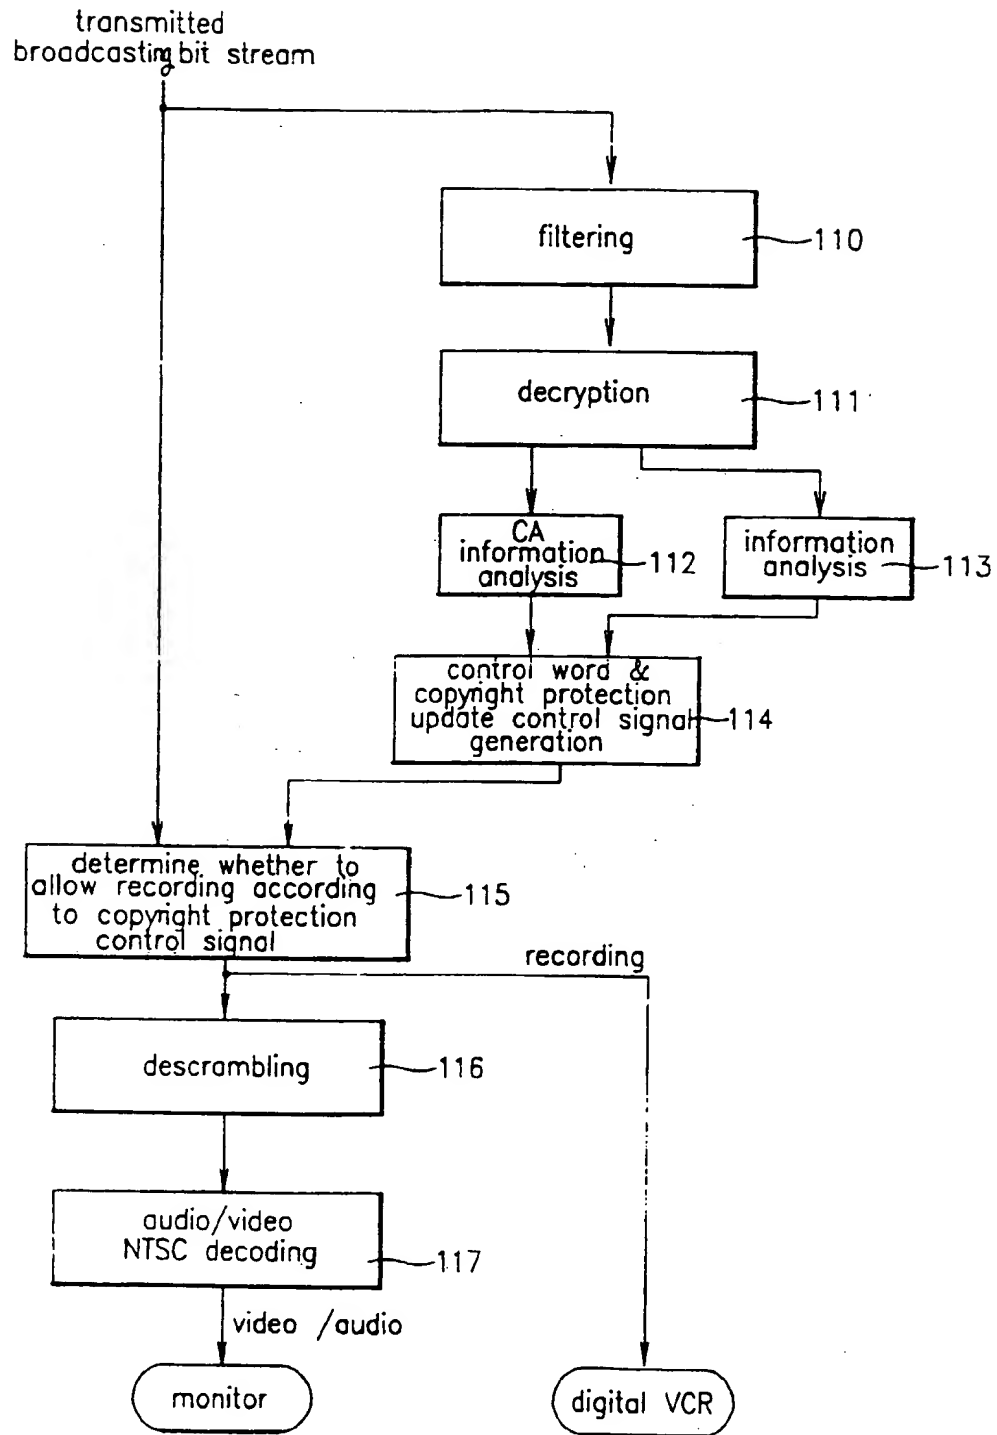 transmitted
broadcasting bit stream
filtering
110
decryption
111
CA
information
analysis
112
information
analysis
113
control word &
copyright protection
update control signal
generation
114
determine whether to
allow recording according
to copyright protection
control signal
115
recording
descrambling
116
audio/video
NTSC decoding
117
video /audio
monitor
digital VCR